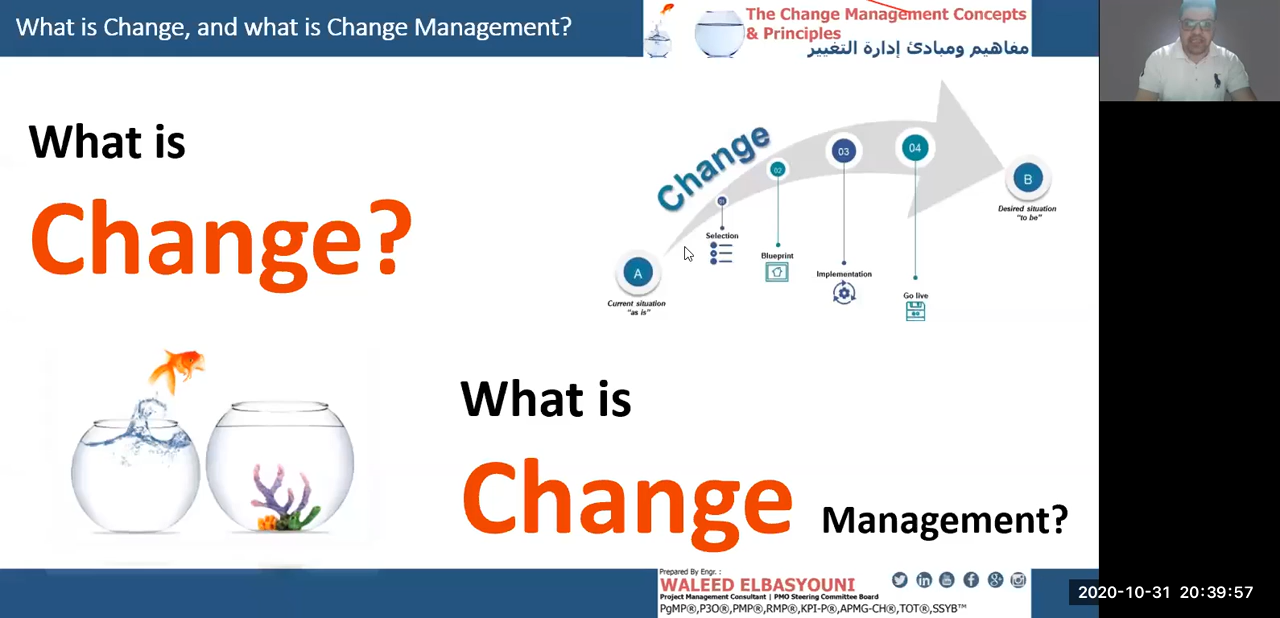 What is Change, and what is Change Management?
The Change Management Concepts
& Principles
مفاهيم ومبادئ إدارة التغيير
What is
Change?
Change
01
02
03
04
A
B
Current situation
"as is"
Selection
Blueprint
Implementation
Go live
Desired situation
"to be"
What is
Change Management?
Prepared By Engr. :
WALEED ELBASYOUNI
Project Management Consultant | PMO Steering Committee Board
PgMP®,P3O®,PMP®,RMP®,KPI-P®,APMG-CH®,TOT®,SSYB™
2020-10-31 20:39:57